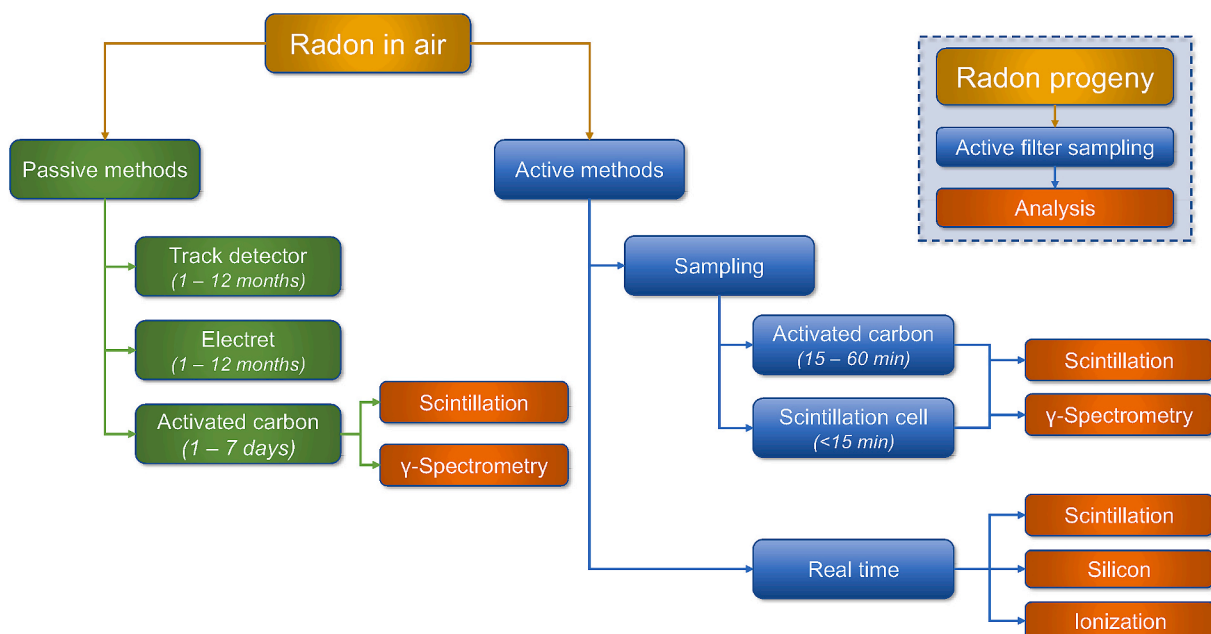 Radon in air
Radon progeny
Active filter sampling
Analysis
Passive methods
Track detector
(1 – 12 months)
Electret
(1 – 12 months)
Activated carbon
(1 – 7 days)
Scintillation
γ-Spectrometry
Active methods
Sampling
Activated carbon
(15 – 60 min)
Scintillation cell
(<15 min)
Scintillation
γ-Spectrometry
Real time
Scintillation
Silicon
Ionization